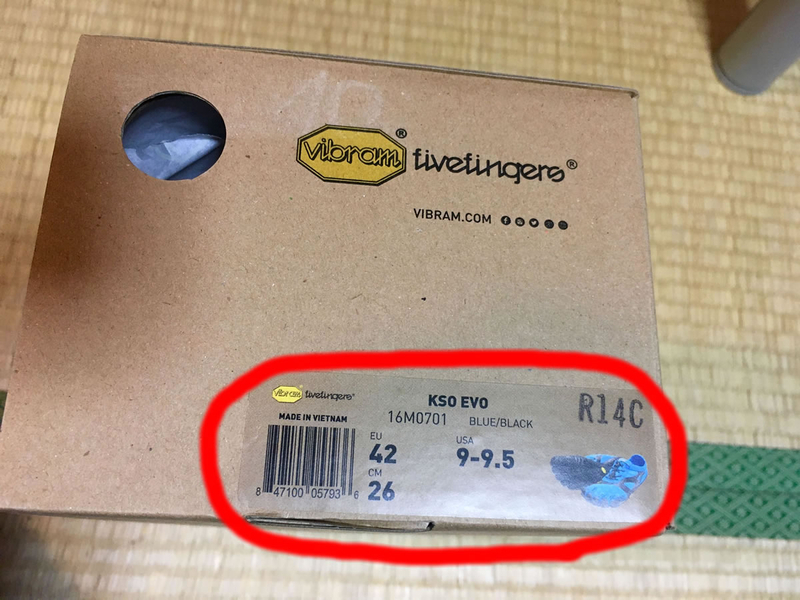 vibram® fivefingers®
VIBRAM.COM
vibram fivefingers
KSO EVO
R14C
MADE IN VIETNAM
16M0701 BLUE/BLACK
EU
42
USA
9-9.5
CM
26
8 47100 05793 6